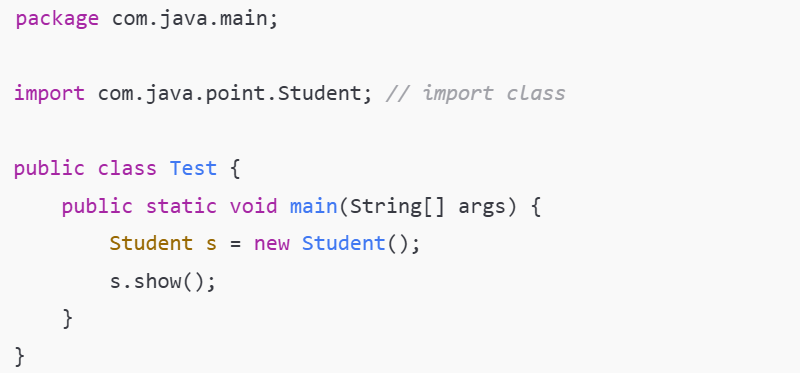 package com.java.main;
import com.java.point.Student; // import class
public class Test {
    public static void main(String[] args) {
        Student s = new Student();
        s.show();
    }
}